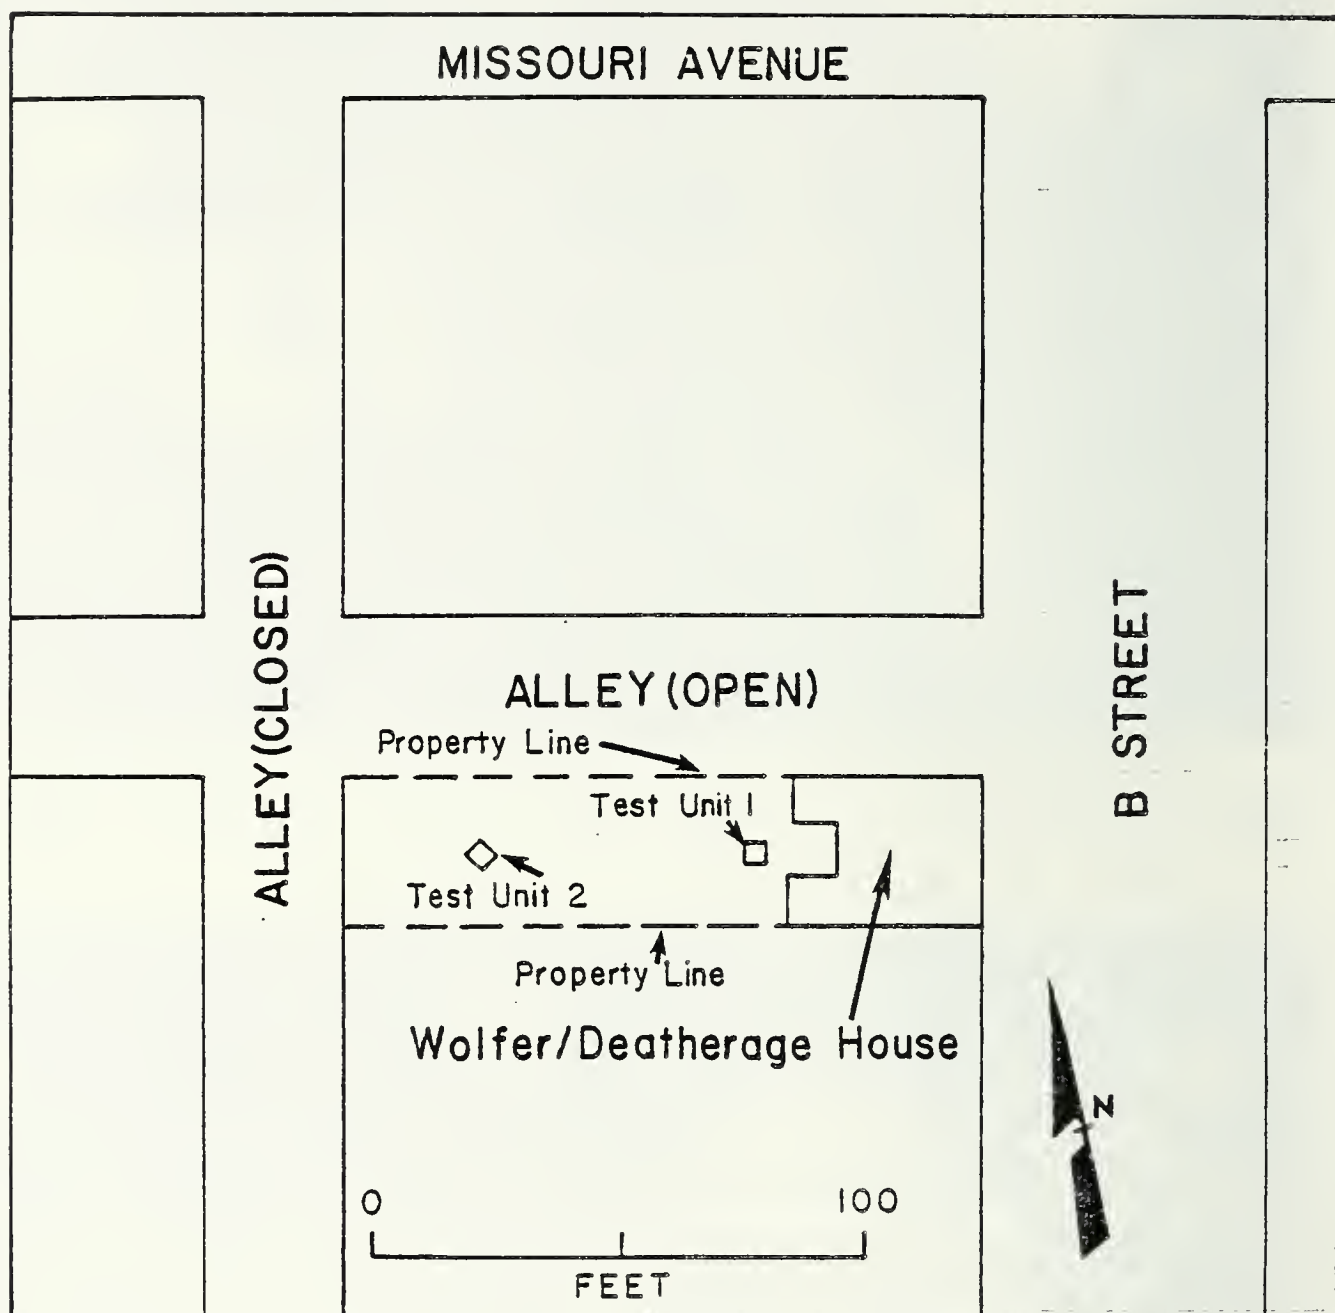 MISSOURI AVENUE
ALLEY (CLOSED)
ALLEY (OPEN)
B STREET
Property Line
Test Unit 1
Test Unit 2
Property Line
Wolfer/Deatherage House
N
0 100
FEET